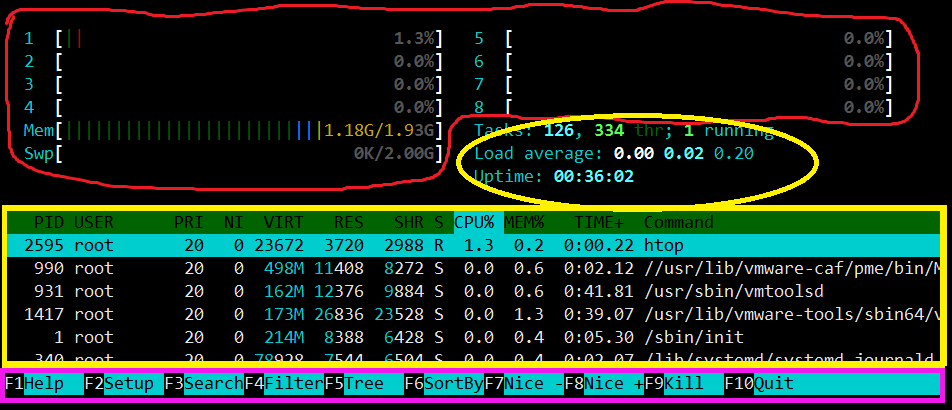 1 [|| 1.3%] 5 [ 0.0%]
2 [ 0.0%] 6 [ 0.0%]
3 [ 0.0%] 7 [ 0.0%]
4 [ 0.0%] 8 [ 0.0%]
Mem[||||||||||||||||||||||||||1.18G/1.93G] Tasks: 126, 334 thr; 1 running
Swp[ 0K/2.00G] Load average: 0.00 0.02 0.20
Uptime: 00:36:02
PID USER PRI NI VIRT RES SHR S CPU% MEM% TIME+ Command
2595 root 20 0 23672 3720 2988 R 1.3 0.2 0:00.22 htop
990 root 20 0 498M 11408 8272 S 0.0 0.6 0:02.12 //usr/lib/vmware-caf/pme/bin/M
931 root 20 0 162M 12376 9884 S 0.0 0.6 0:41.81 /usr/sbin/vmtoolsd
1417 root 20 0 173M 26836 23528 S 0.0 1.3 0:39.07 /usr/lib/vmware-tools/sbin64/v
1 root 20 0 214M 8388 6428 S 0.0 0.4 0:05.30 /sbin/init
340 root 20 0 78928 7544 6504 S 0.0 0.4 0:02.07 /lib/systemd/systemd-journald
F1Help F2Setup F3SearchF4FilterF5Tree F6SortByF7Nice -F8Nice +F9Kill F10Quit